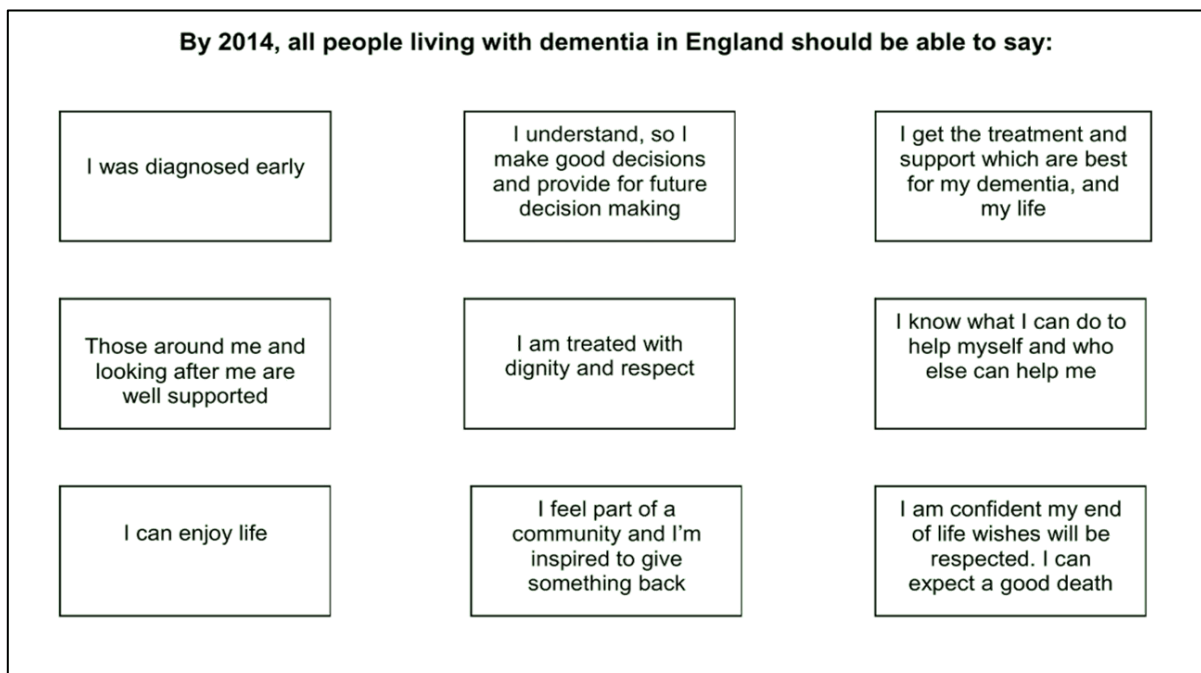 By 2014, all people living with dementia in England should be able to say:
I was diagnosed early
I understand, so I
make good decisions
and provide for future
decision making
I get the treatment and
support which are best
for my dementia, and
my life
Those around me and
looking after me are
well supported
I am treated with
dignity and respect
I know what I can do to
help myself and who
else can help me
I can enjoy life
I feel part of a
community and I’m
inspired to give
something back
I am confident my end
of life wishes will be
respected. I can
expect a good death